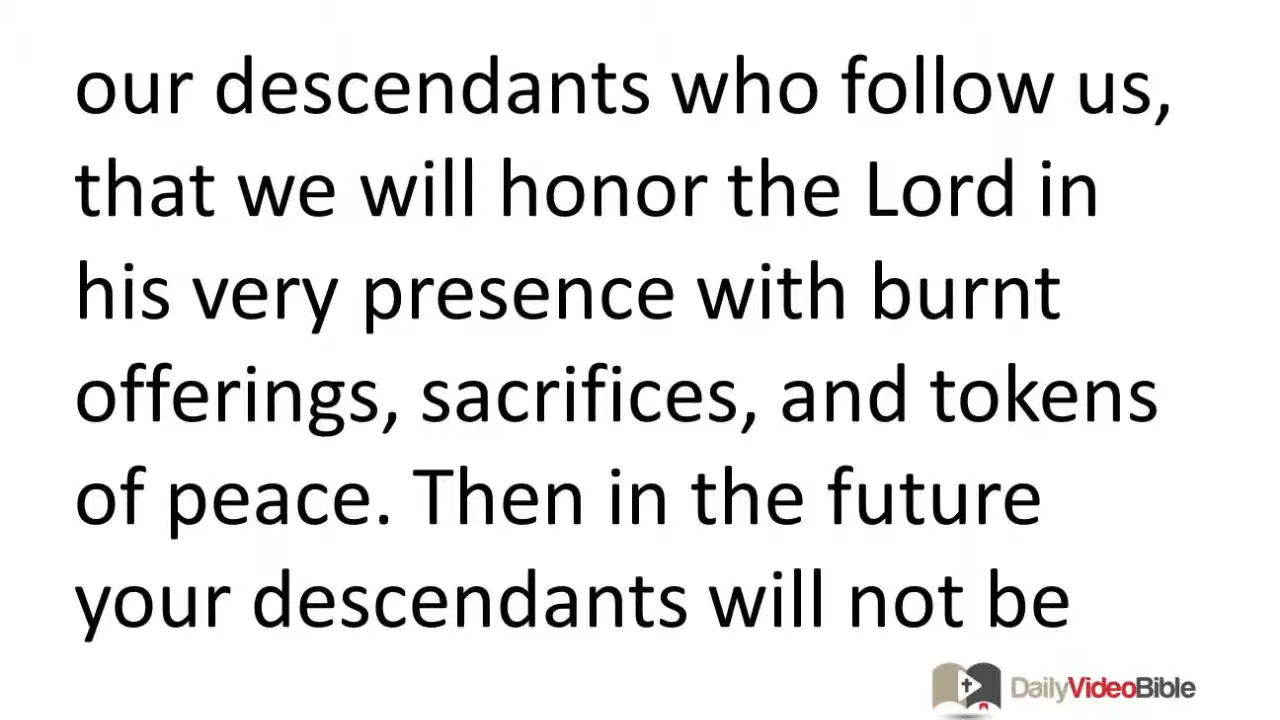 our descendants who follow us,
that we will honor the Lord in
his very presence with burnt
offerings, sacrifices, and tokens
of peace. Then in the future
your descendants will not be
DailyVideoBible